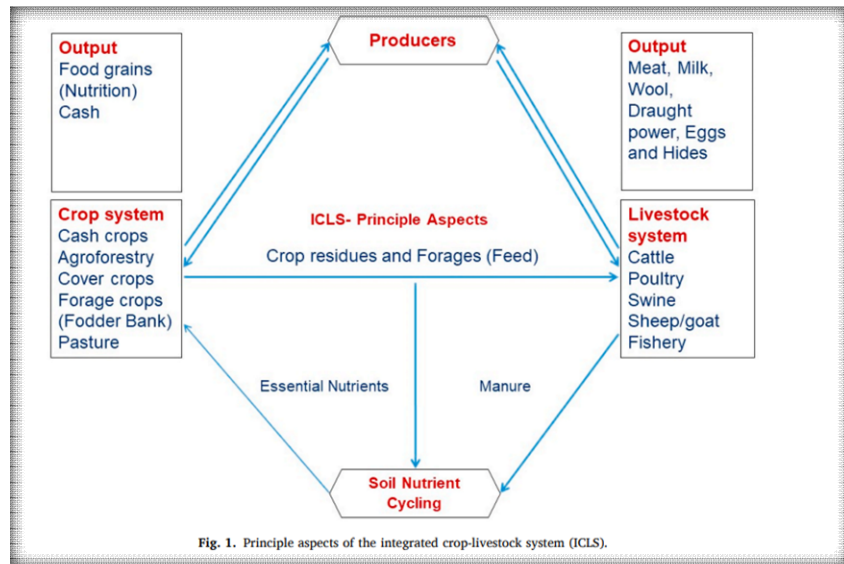 Output
Food grains
(Nutrition)
Cash
Producers
Output
Meat, Milk,
Wool,
Draught
power, Eggs
and Hides
Crop system
Cash crops
Agroforestry
Cover crops
Forage crops
(Fodder Bank)
Pasture
ICLS- Principle Aspects
Crop residues and Forages (Feed)
Livestock
system
Cattle
Poultry
Swine
Sheep/goat
Fishery
Essential Nutrients
Manure
Soil Nutrient
Cycling
Fig. 1. Principle aspects of the integrated crop-livestock system (ICLS).